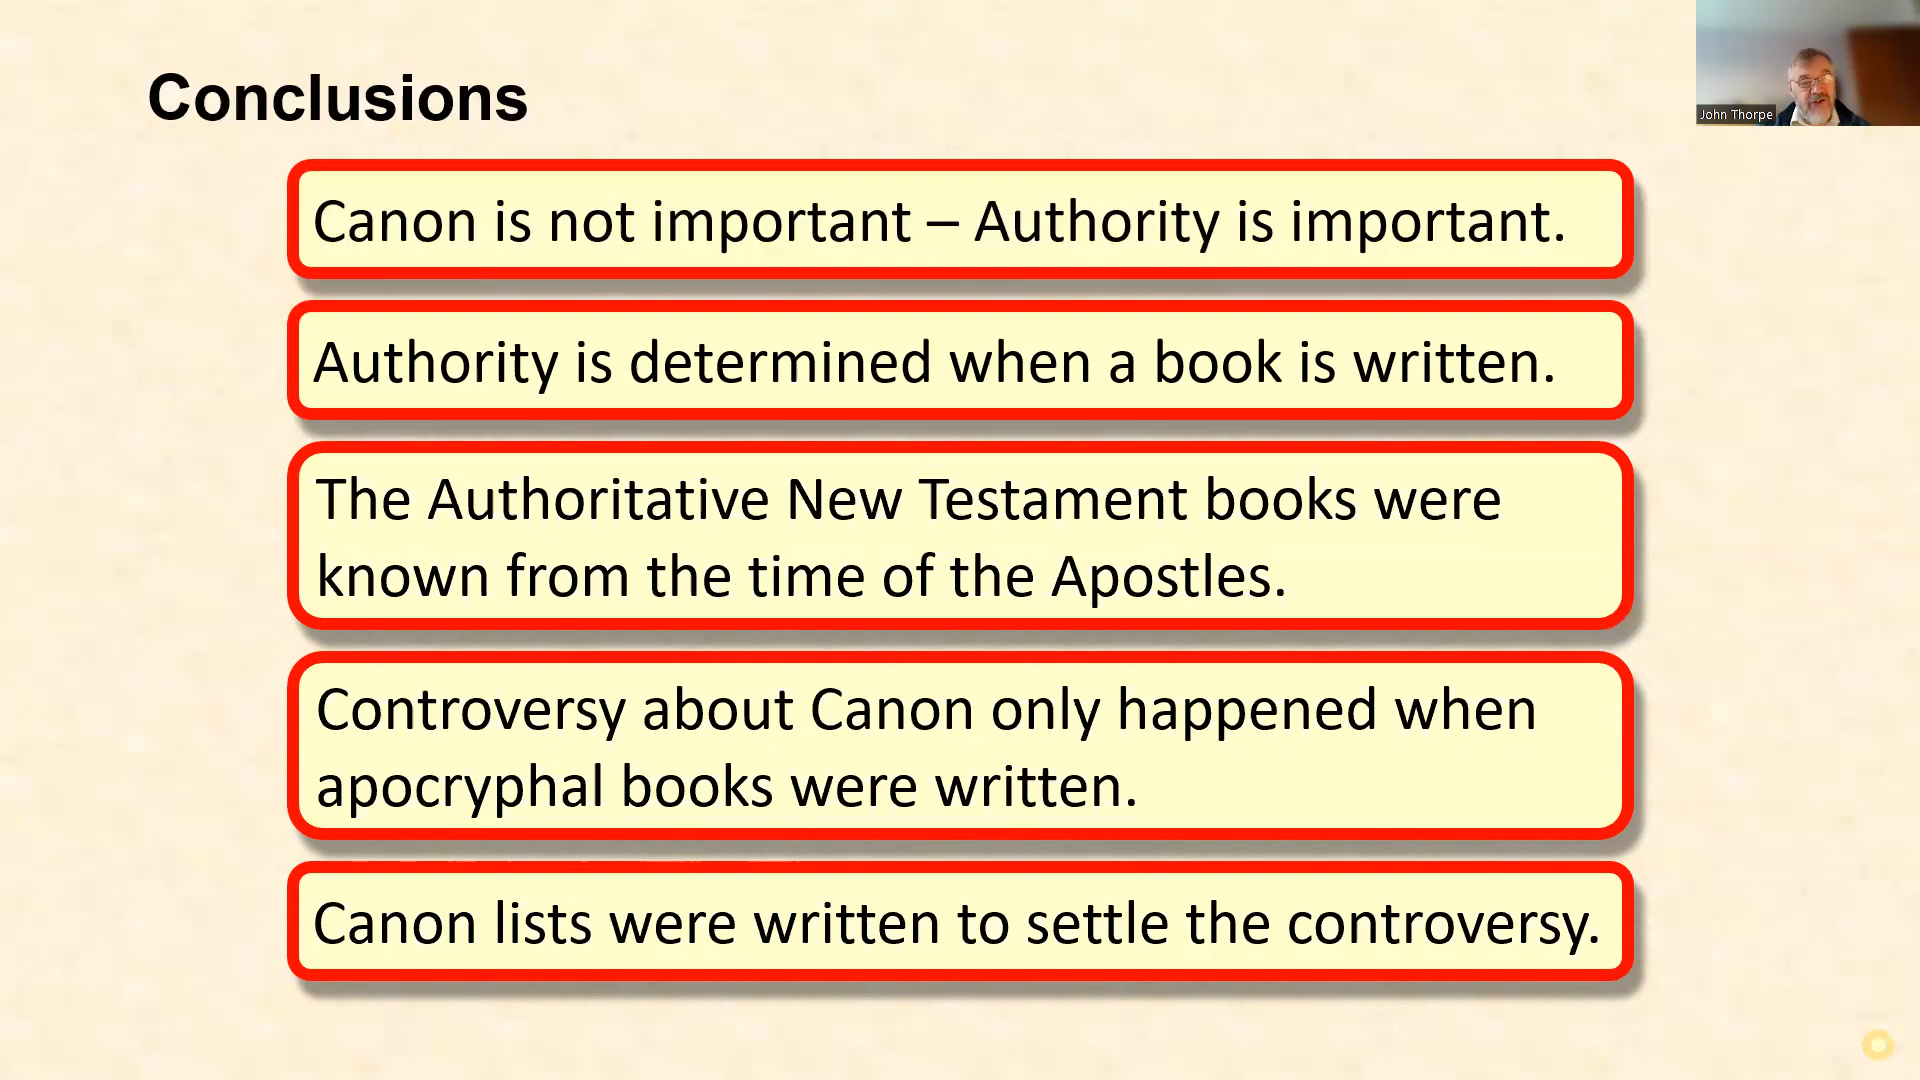 Conclusions
John Thorpe
Canon is not important – Authority is important.
Authority is determined when a book is written.
The Authoritative New Testament books were
known from the time of the Apostles.
Controversy about Canon only happened when
apocryphal books were written.
Canon lists were written to settle the controversy.